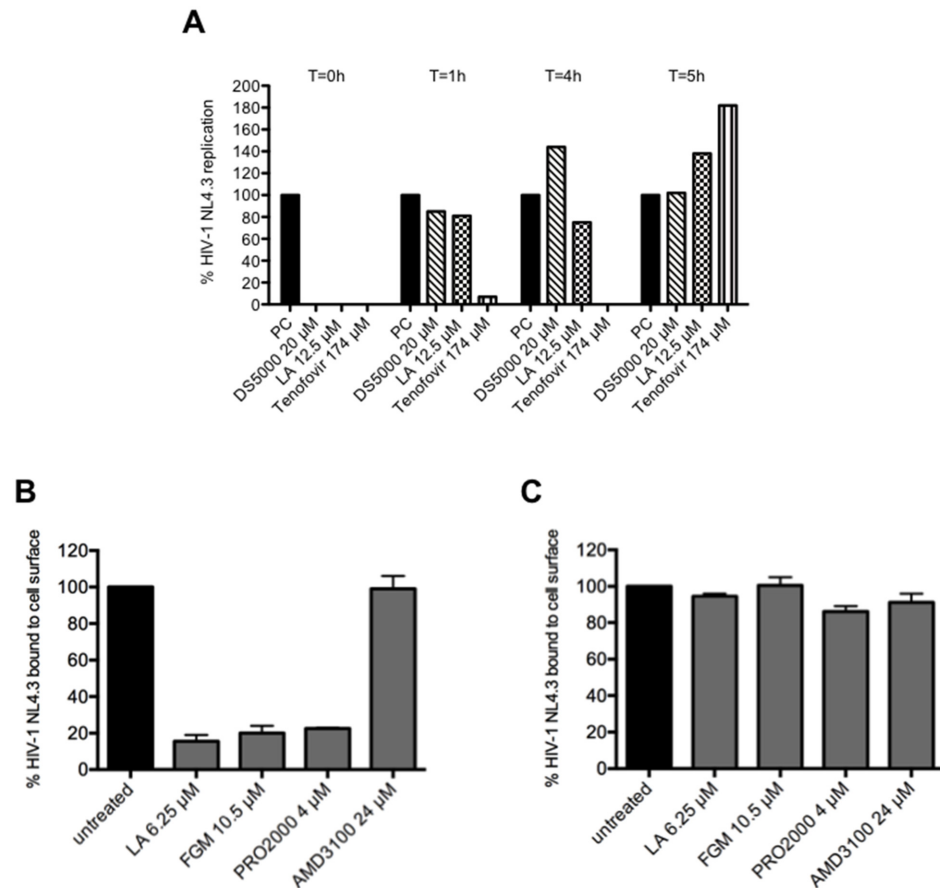 A
T=0h T=1h T=4h T=5h
% HIV-1 NL4.3 replication
200
180
160
140
120
100
80
60
40
20
0
PC
DS5000 20 µM
LA 12.5 µM
Tenofovir 174 µM
PC
DS5000 20 µM
LA 12.5 µM
Tenofovir 174 µM
PC
DS5000 20 µM
LA 12.5 µM
Tenofovir 174 µM
PC
DS5000 20 µM
LA 12.5 µM
Tenofovir 174 µM
B
% HIV-1 NL4.3 bound to cell surface
120
100
80
60
40
20
0
untreated
LA 6.25 µM
FGM 10.5 µM
PRO2000 4 µM
AMD3100 24 µM
C
% HIV-1 NL4.3 bound to cell surface
120
100
80
60
40
20
0
untreated
LA 6.25 µM
FGM 10.5 µM
PRO2000 4 µM
AMD3100 24 µM